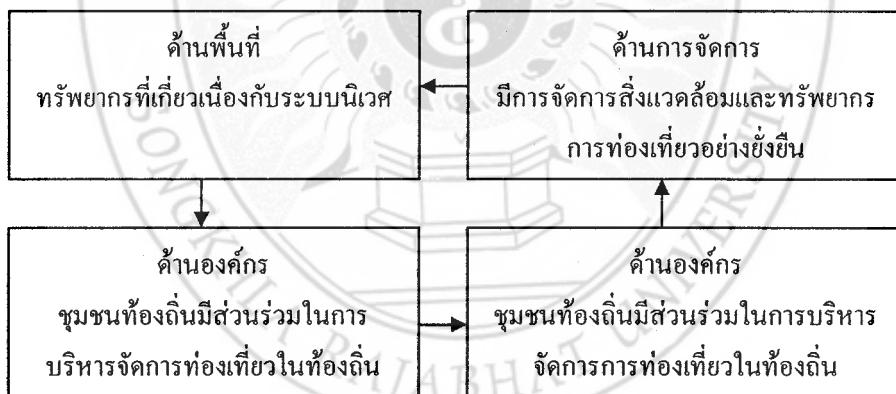 ด้านพื้นที่
ทรัพยากรที่เกี่ยวเนื่องกับระบบนิเวศ
ด้านการจัดการ
มีการจัดการสิ่งแวดล้อมและทรัพยากร
การท่องเที่ยวอย่างยั่งยืน
ด้านองค์กร
ชุมชนท้องถิ่นมีส่วนร่วมในการ
บริหารจัดการท่องเที่ยวในท้องถิ่น
ด้านองค์กร
ชุมชนท้องถิ่นมีส่วนร่วมในการบริหาร
จัดการการท่องเที่ยวในท้องถิ่น
SONGKHLA RAJABHAT UNIVERSITY